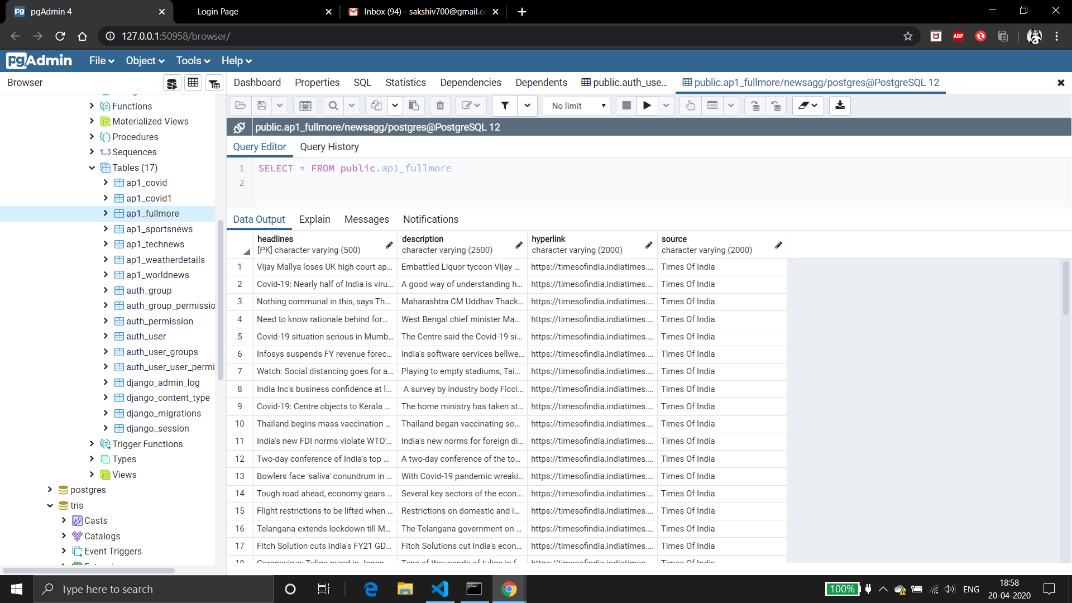 pgAdmin 4
Login Page
Inbox (94) - sakshiv700@gmail.c
127.0.0.1:50958/browser/
ABP
pgAdmin
File
Object
Tools
Help
Browser
Dashboard
Properties
SQL
Statistics
Dependencies
Dependents
public.auth_use...
public.ap1_fullmore/newsagg/postgres@PostgreSQL 12
No limit
public.ap1_fullmore/newsagg/postgres@PostgreSQL 12
Query Editor
Query History
1 SELECT * FROM public.ap1_fullmore
2
Functions
Materialized Views
Procedures
1..3 Sequences
Tables (17)
ap1_covid
ap1_covid1
ap1_fullmore
ap1_sportsnews
ap1_technews
ap1_weatherdetails
ap1_worldnews
auth_group
auth_group_permissio
auth_permission
auth_user
auth_user_groups
auth_user_user_permi
django_admin_log
django_content_type
django_migrations
django_session
Trigger Functions
Types
Views
postgres
tris
Casts
Catalogs
Event Triggers
Data Output
Explain
Messages
Notifications
headlines
[PK] character varying (500)
description
character varying (2500)
hyperlink
character varying (2000)
source
character varying (2000)
1 Vijay Mallya loses UK high court ap... Embattled Liquor tycoon Vijay ... https://timesofindia.indiatimes.... Times Of India
2 Covid-19: Nearly half of India is viru... A good way of understanding h... https://timesofindia.indiatimes.... Times Of India
3 Nothing communal in this, says Th... Maharashtra CM Uddhav Thack... https://timesofindia.indiatimes.... Times Of India
4 Need to know rationale behind for... West Bengal chief minister Ma... https://timesofindia.indiatimes.... Times Of India
5 Covid-19 situation serious in Mumb... The Centre said the Covid-19 si... https://timesofindia.indiatimes.... Times Of India
6 Infosys suspends FY revenue forec... India's software services bellwe... https://timesofindia.indiatimes.... Times Of India
7 Watch: Social distancing goes for a... Playing to empty stadiums, Tai... https://timesofindia.indiatimes.... Times Of India
8 India Inc's business confidence at l... A survey by industry body Ficci... https://timesofindia.indiatimes.... Times Of India
9 Covid-19: Centre objects to Kerala ... The home ministry has taken st... https://timesofindia.indiatimes.... Times Of India
10 Thailand begins mass vaccination ... Thailand began vaccinating so... https://timesofindia.indiatimes.... Times Of India
11 India's new FDI norms violate WTO'... India's new norms for foreign di... https://timesofindia.indiatimes.... Times Of India
12 Two-day conference of India's top ... A two-day conference of the to... https://timesofindia.indiatimes.... Times Of India
13 Bowlers face 'saliva' conundrum in ... With Covid-19 pandemic wreaki... https://timesofindia.indiatimes.... Times Of India
14 Tough road ahead, economy gears ... Several key sectors of the econ... https://timesofindia.indiatimes.... Times Of India
15 Flight restrictions to be lifted when ... Restrictions on domestic and i... https://timesofindia.indiatimes.... Times Of India
16 Telangana extends lockdown till M... The Telangana government on ... https://timesofindia.indiatimes.... Times Of India
17 Fitch Solution cuts India's FY21 GD... Fitch Solutions cut India's econ... https://timesofindia.indiatimes.... Times Of India
Type here to search
100%
ENG
18:58
20-04-2020